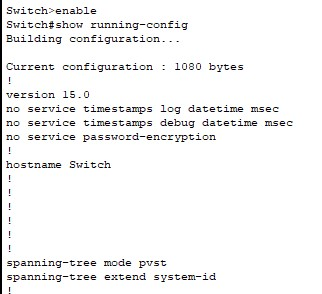 Switch>enable
Switch#show running-config
Building configuration...

Current configuration : 1080 bytes
!
version 15.0
no service timestamps log datetime msec
no service timestamps debug datetime msec
no service password-encryption
!
hostname Switch
!
!
!
!
!
!
spanning-tree mode pvst
spanning-tree extend system-id
!